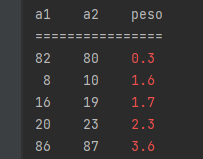 a1 a2 peso
================
82 80 0.3
8 10 1.6
16 19 1.7
20 23 2.3
86 87 3.6